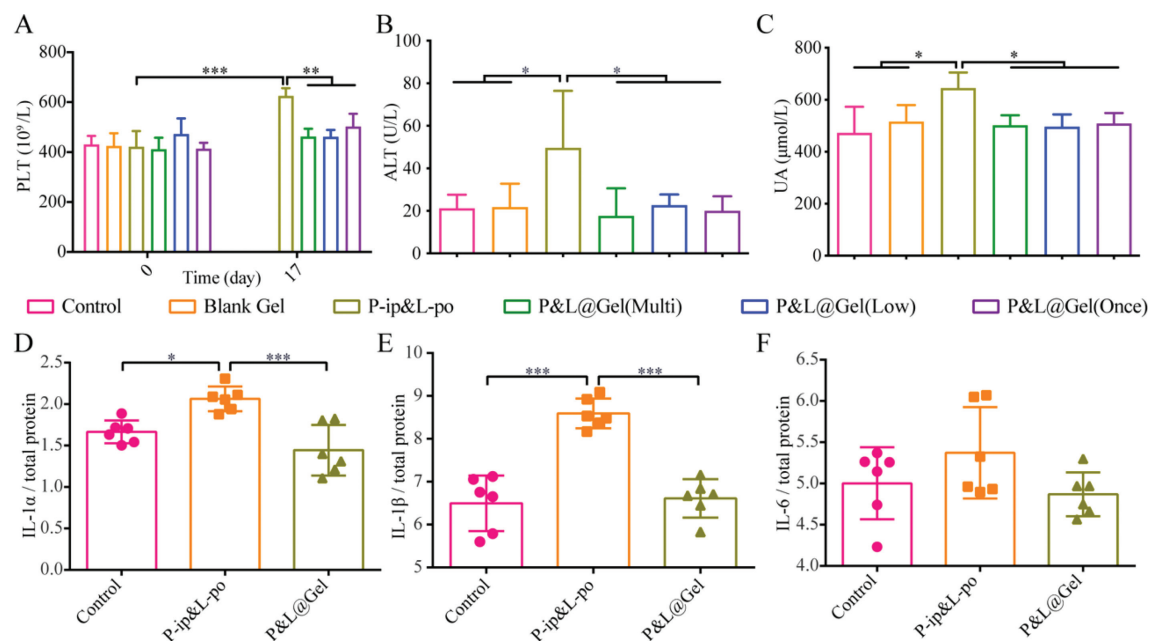 A
B
C
800
600
400
200
0
PLT (10⁹/L)
***
**
0
17
Time (day)
100
80
60
40
20
0
ALT (U/L)
*
*
800
600
400
200
0
UA (μmol/L)
*
*
Control
Blank Gel
P-ip&L-po
P&L@Gel(Multi)
P&L@Gel(Low)
P&L@Gel(Once)
D
E
F
2.5
2.0
1.5
1.0
0.5
0.0
IL-1α / total protein
*
***
Control
P-ip&L-po
P&L@Gel
10
9
8
7
6
5
IL-1β / total protein
***
***
Control
P-ip&L-po
P&L@Gel
6.5
6.0
5.5
5.0
4.5
4.0
IL-6 / total protein
Control
P-ip&L-po
P&L@Gel